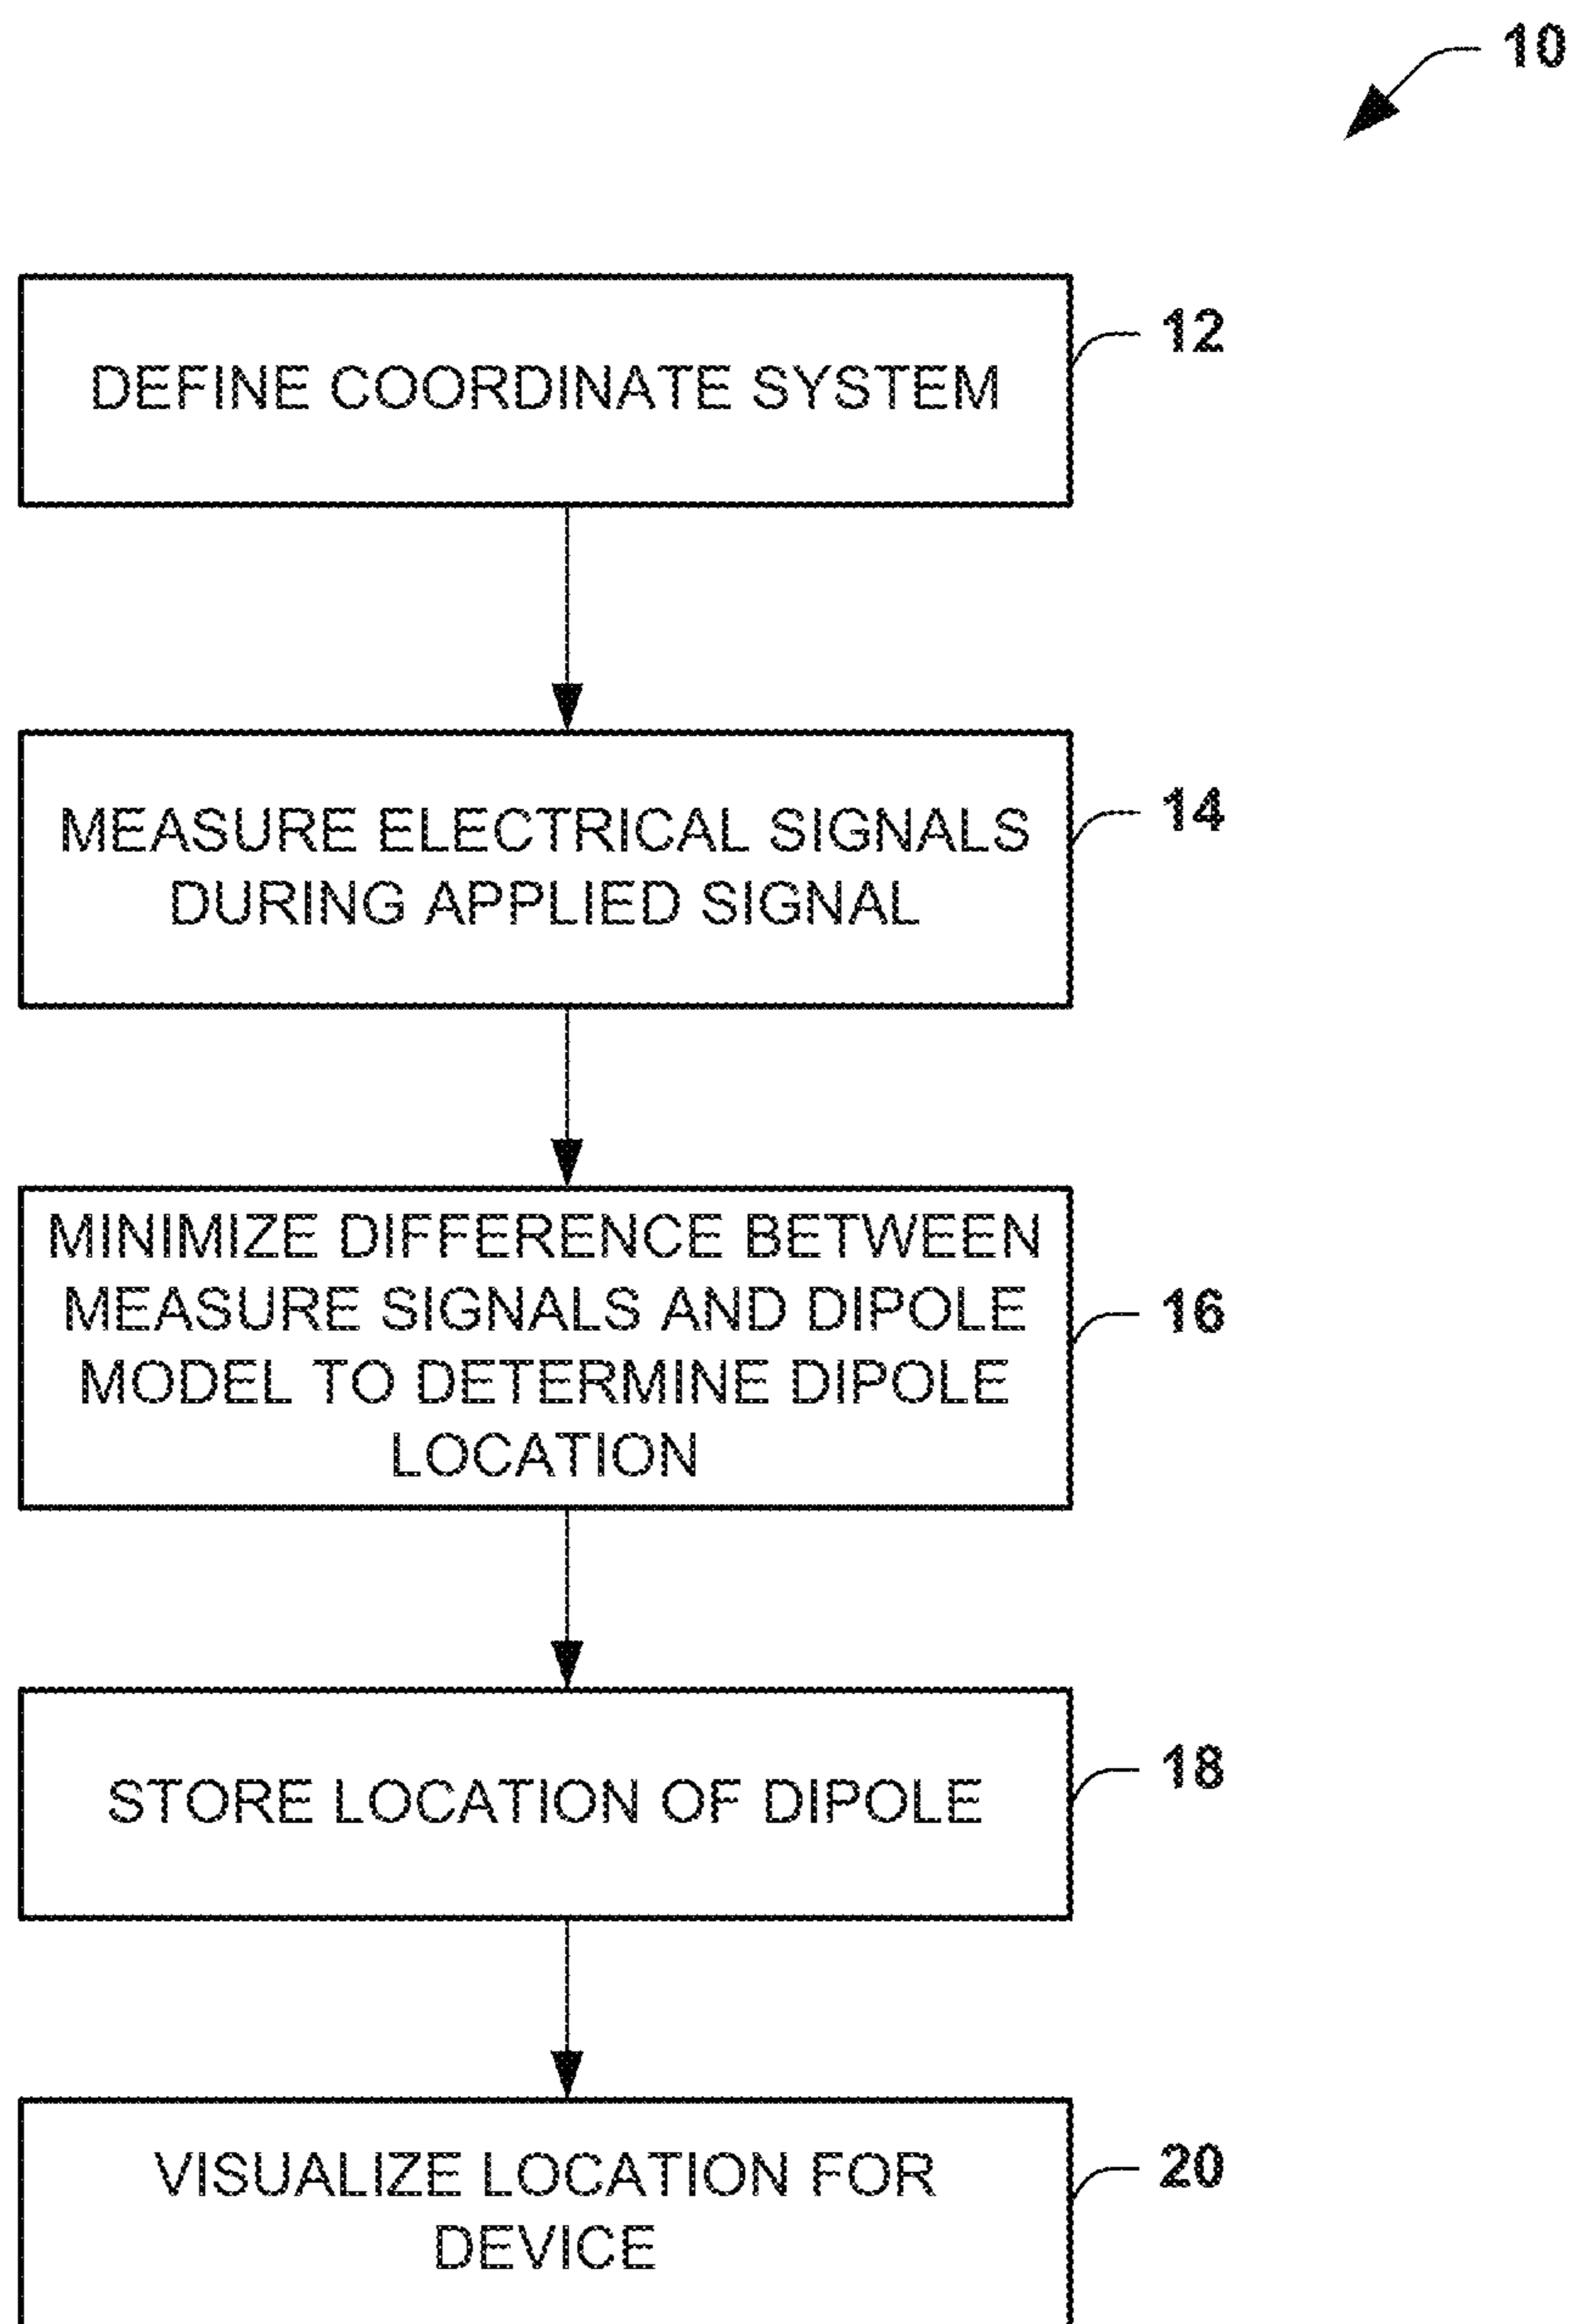 10
DEFINE COORDINATE SYSTEM
12
MEASURE ELECTRICAL SIGNALS
DURING APPLIED SIGNAL
14
MINIMIZE DIFFERENCE BETWEEN
MEASURE SIGNALS AND DIPOLE
MODEL TO DETERMINE DIPOLE
LOCATION
16
STORE LOCATION OF DIPOLE
18
VISUALIZE LOCATION FOR
DEVICE
20